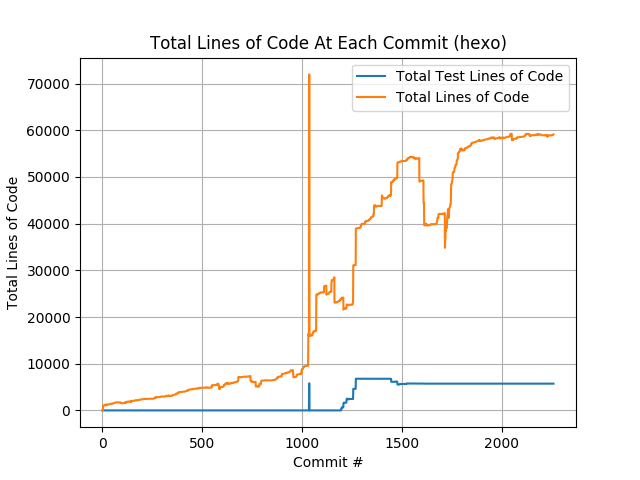 Total Lines of Code At Each Commit (hexo)
Total Test Lines of Code
Total Lines of Code
70000
60000
50000
40000
30000
20000
10000
0
Total Lines of Code
0 500 1000 1500 2000
Commit #